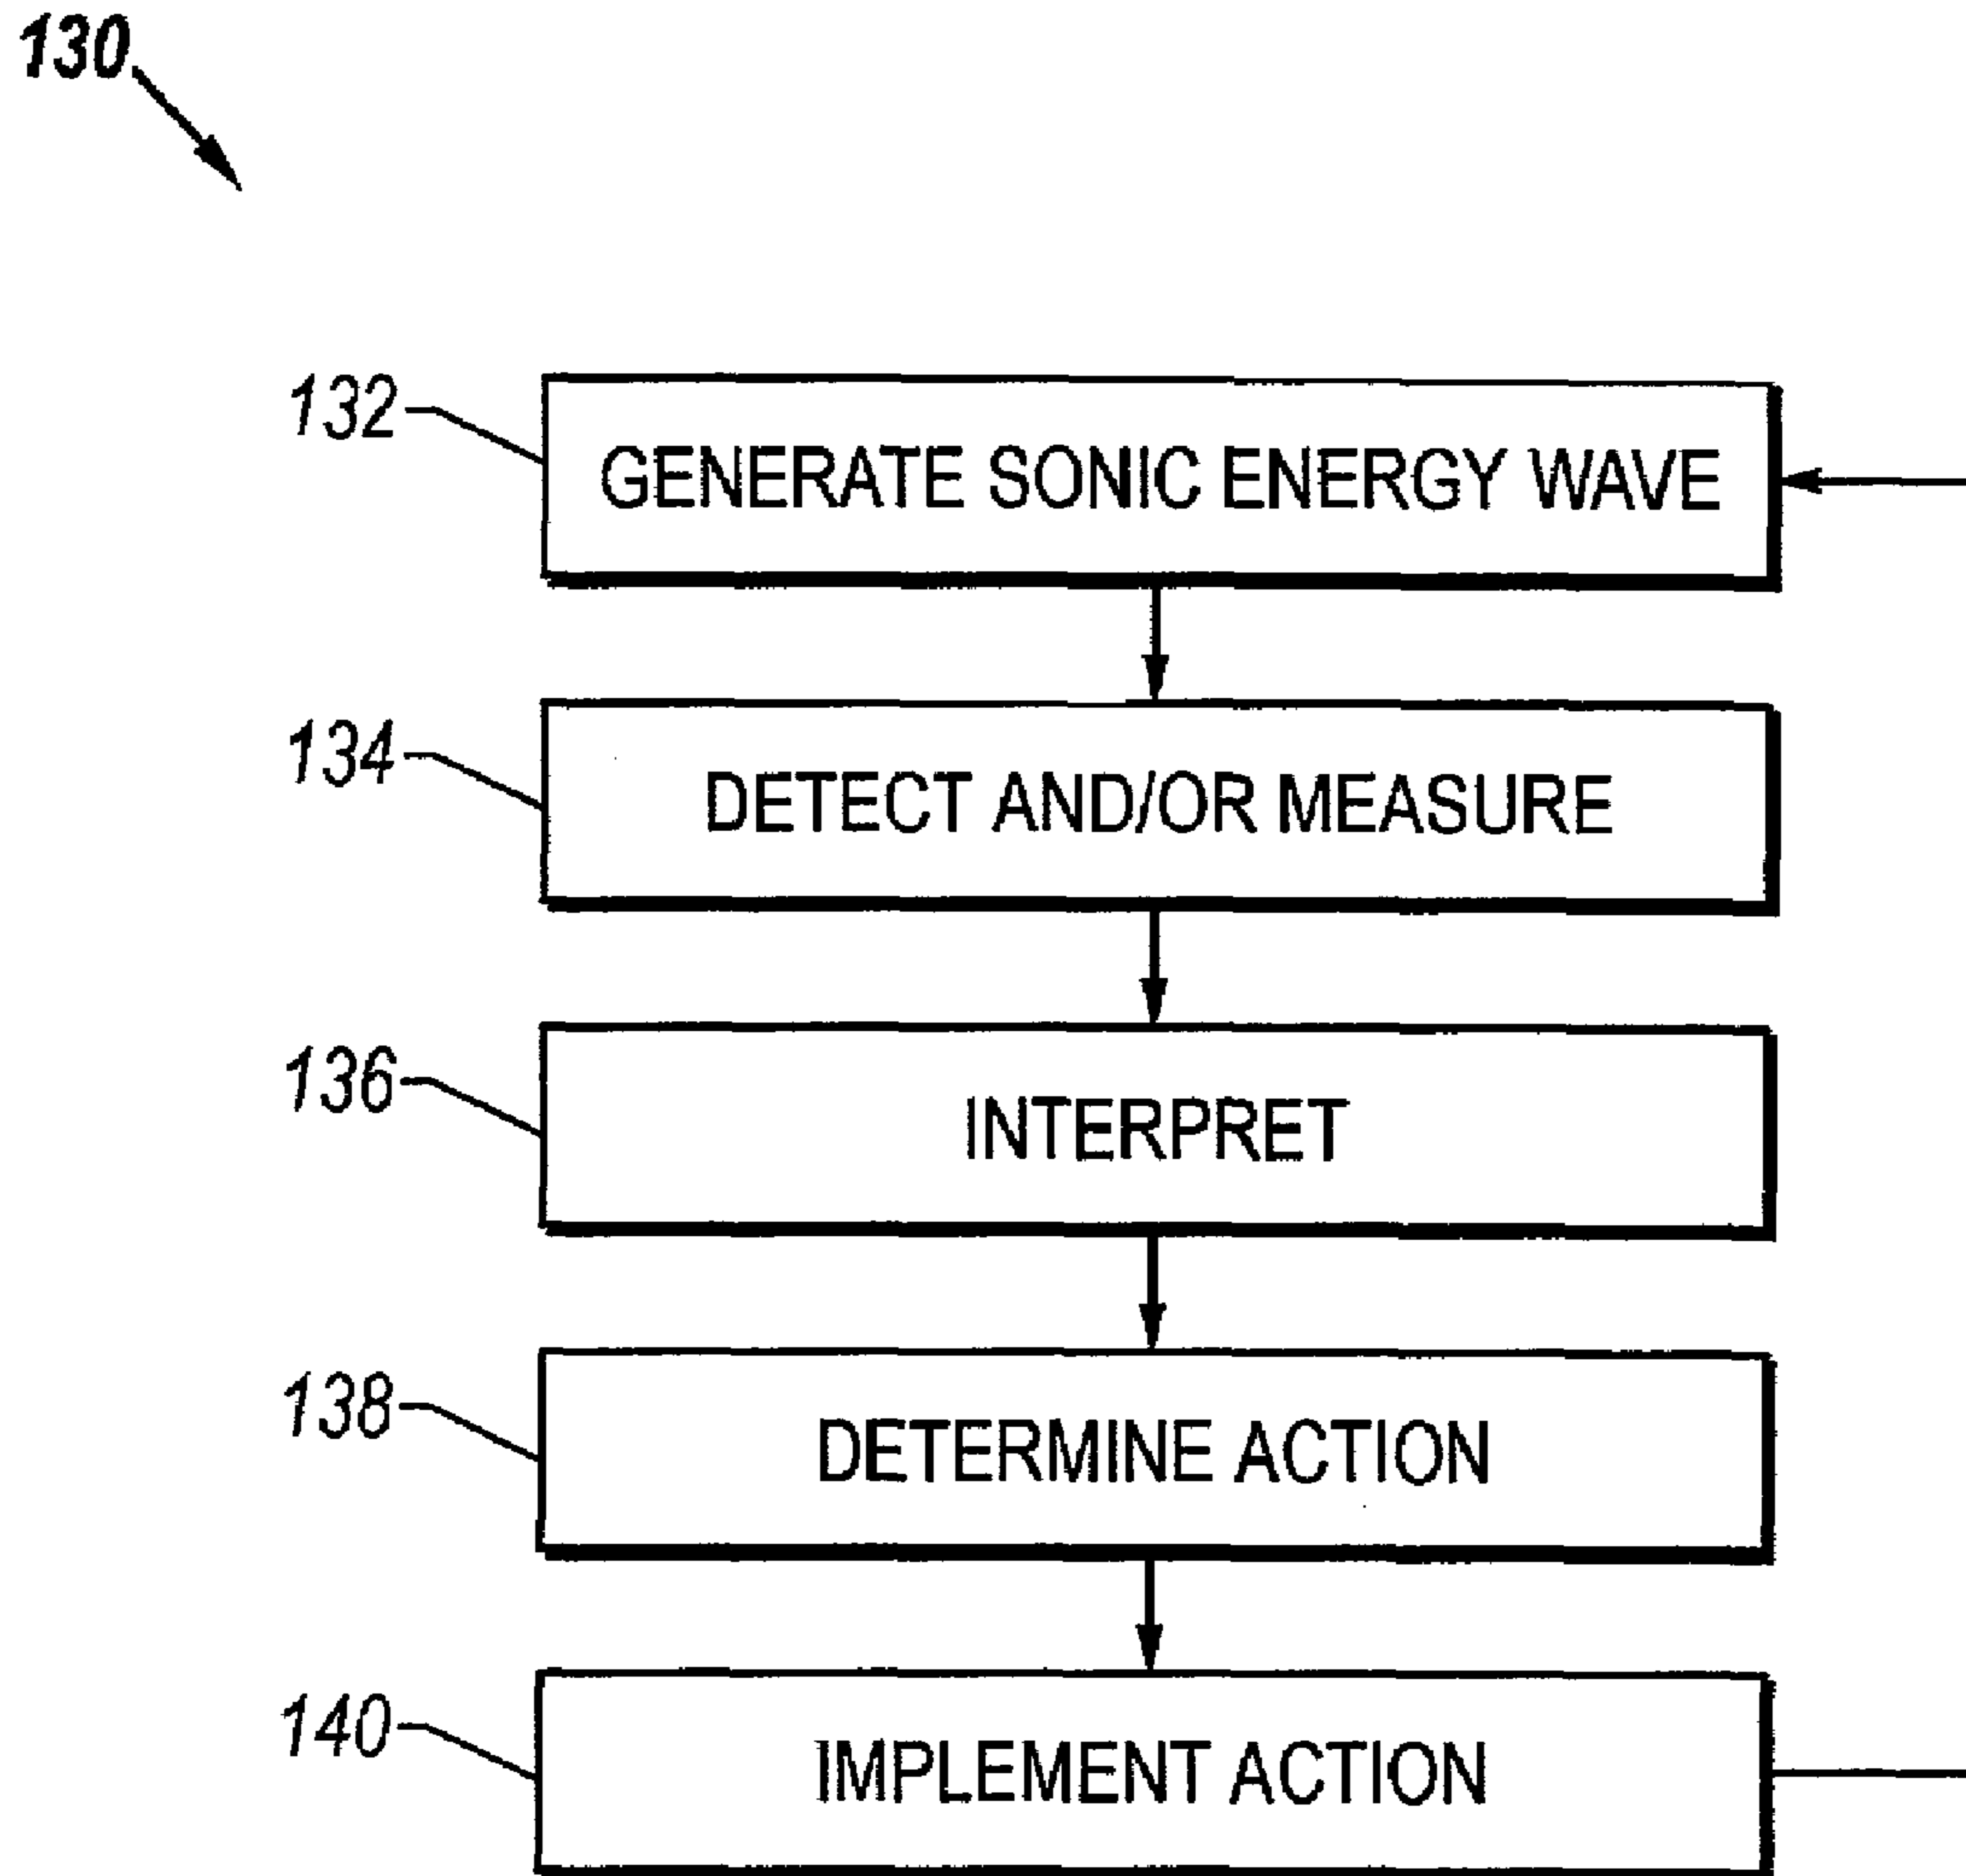 130
132 GENERATE SONIC ENERGY WAVE
134 DETECT AND/OR MEASURE
136 INTERPRET
138 DETERMINE ACTION
140 IMPLEMENT ACTION